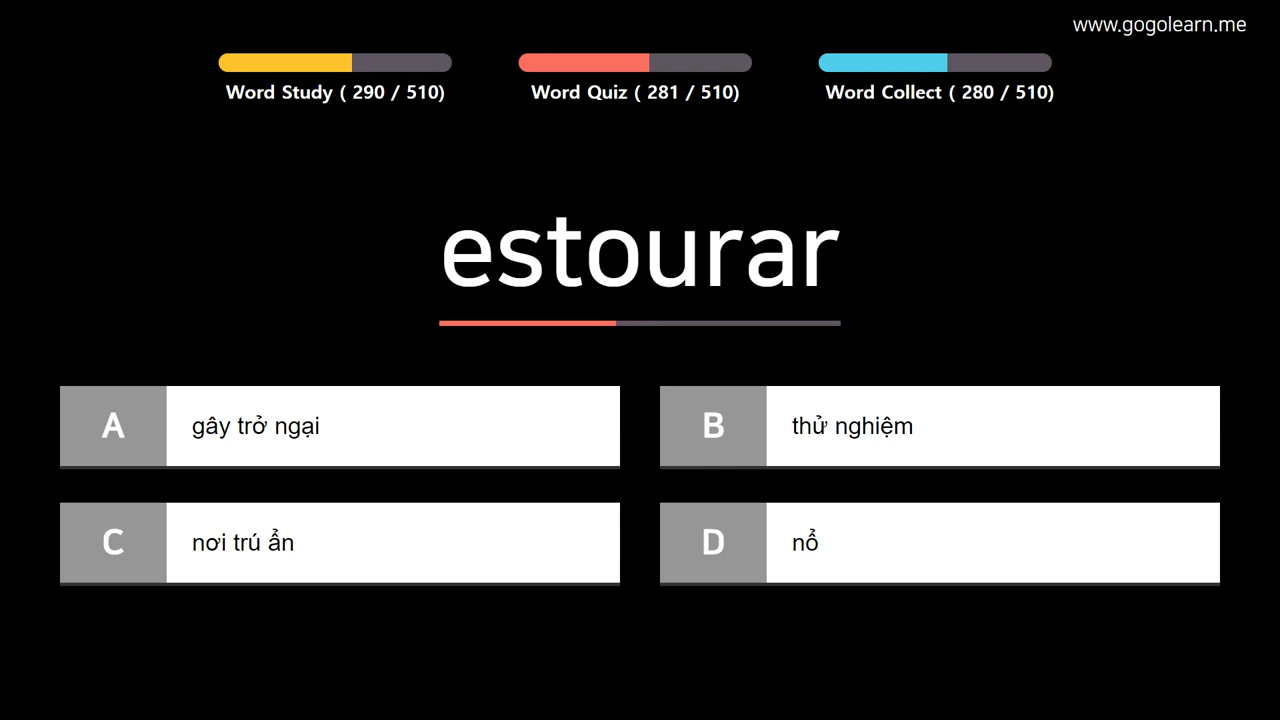 www.gogolearn.me
Word Study ( 290 / 510)
Word Quiz ( 281 / 510)
Word Collect ( 280 / 510)
estourar
A gây trở ngại
B thử nghiệm
C nơi trú ẩn
D nổ